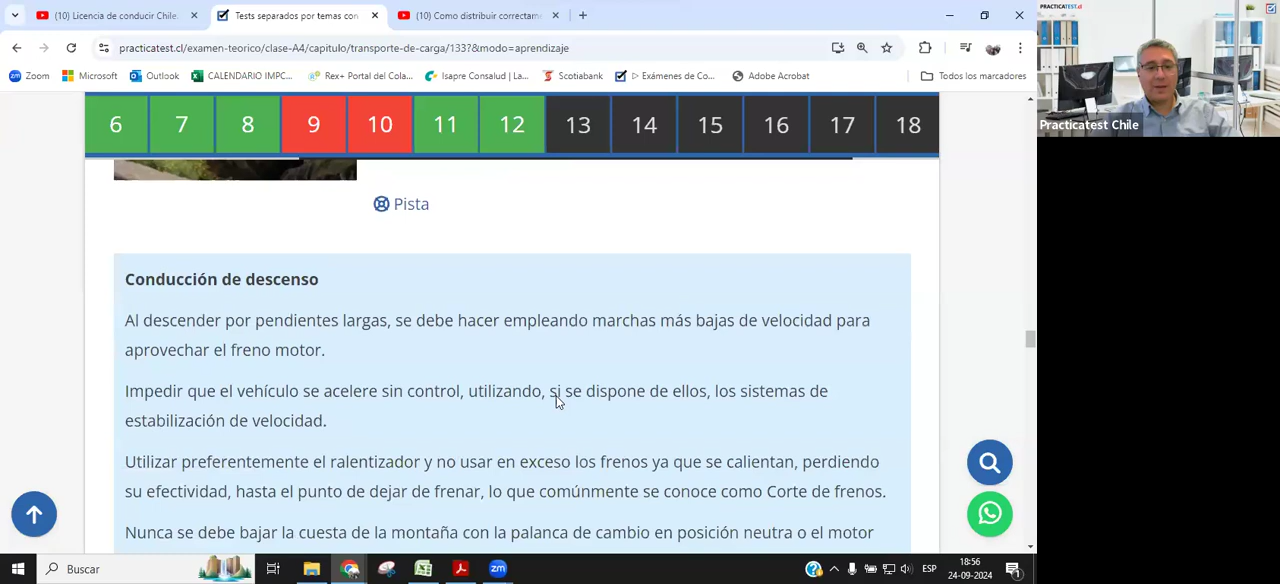 (10) Licencia de conducir Chile.
Tests separados por temas con
(10) Como distribuir correctame
practicatest.cl/examen-teorico/clase-A4/capitulo/transporte-de-carga/133?&modo=aprendizaje
Zoom
Microsoft
Outlook
CALENDARIO IMPC...
Rex+ Portal del Cola...
Isapre
Salud | La...
Scotiabank
▷ Exámenes de Co...
Adobe Acrobat
Todos los marcadores
PRACTICATEST.cl
Practicatest Chile
6 7 8 9 10 11 12 13 14 15 16 17 18
Pista
Conducción de descenso
Al descender por pendientes largas, se debe hacer empleando marchas más bajas de velocidad para
aprovechar el freno motor.
Impedir que el vehículo se acelere sin control, utilizando, si se dispone de ellos, los sistemas de
estabilización de velocidad.
Utilizar preferentemente el ralentizador y no usar en exceso los frenos ya que se calientan, perdiendo
su efectividad, hasta el punto de dejar de frenar, lo que comúnmente se conoce como Corte de frenos.
Nunca se debe bajar la cuesta de la montaña con la palanca de cambio en posición neutra o el motor
Buscar
ESP
18:56
24-09-2024